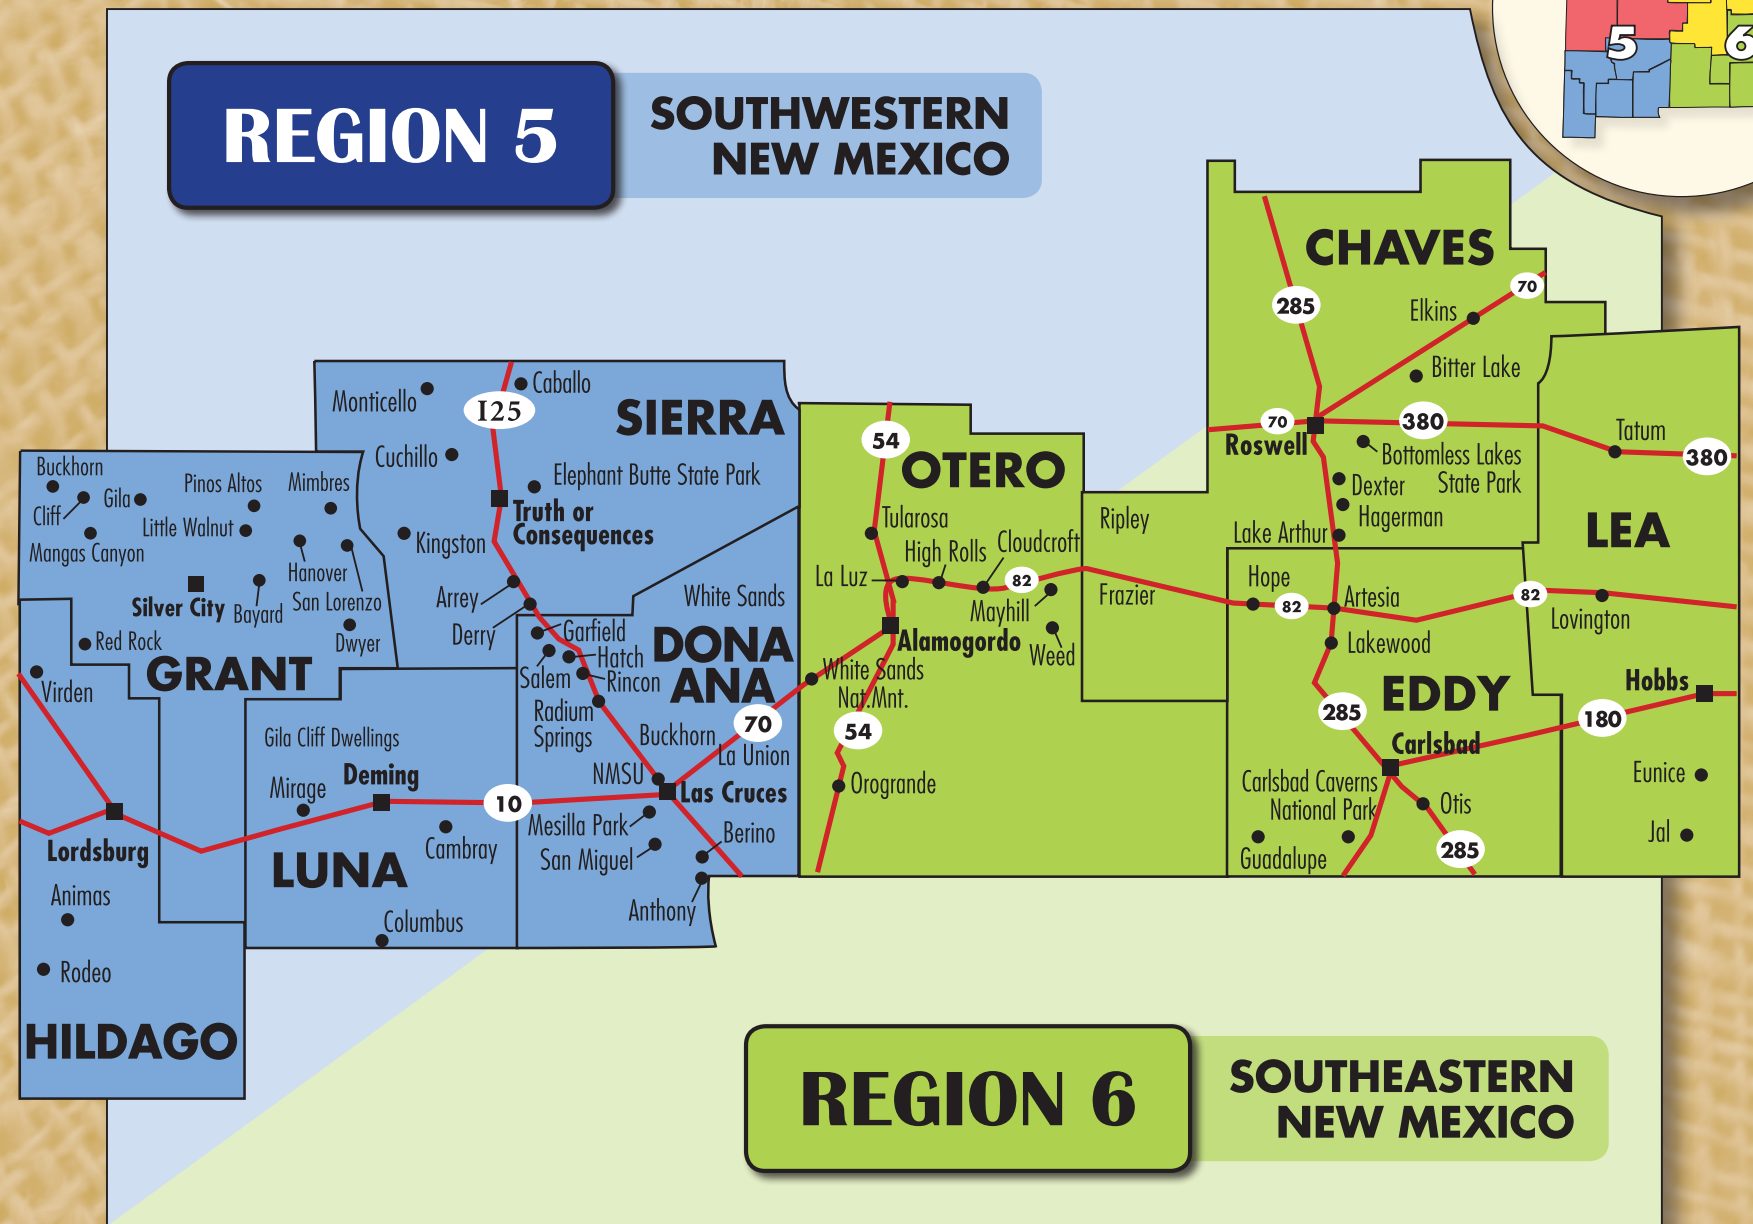 5
6
REGION 5
SOUTHWESTERN
NEW MEXICO
CHAVES
285
70
Elkins
Bitter Lake
70
380
Roswell
Bottomless Lakes
State Park
Dexter
Hagerman
Lake Arthur
Tatum
380
LEA
Monticello
I25
Caballo
SIERRA
Cuchillo
Elephant Butte State Park
Truth or
Consequences
Kingston
Arrey
Derry
54
OTERO
Tularosa
High Rolls
Cloudcroft
La Luz
82
Mayhill
Weed
Alamogordo
White Sands
Nat.Mnt.
54
Orogrande
Ripley
Frazier
Buckhorn
Cliff
Gila
Pinos Altos
Mimbres
Little Walnut
Mangas Canyon
Hanover
San Lorenzo
Silver City
Bayard
Dwyer
Red Rock
GRANT
Virden
White Sands
Garfield
Hatch
Salem
Rincon
DONA
ANA
Radium
Springs
Buckhorn
70
La Union
NMSU
Las Cruces
Mesilla Park
San Miguel
Berino
Anthony
Hope
82
Artesia
82
Lovington
Lakewood
285
EDDY
Hobbs
180
Carlsbad
Carlsbad Caverns
National Park
Otis
Guadalupe
285
Eunice
Jal
Gila Cliff Dwellings
Mirage
Deming
10
Cambray
LUNA
Columbus
Lordsburg
Animas
Rodeo
HILDAGO
REGION 6
SOUTHEASTERN
NEW MEXICO